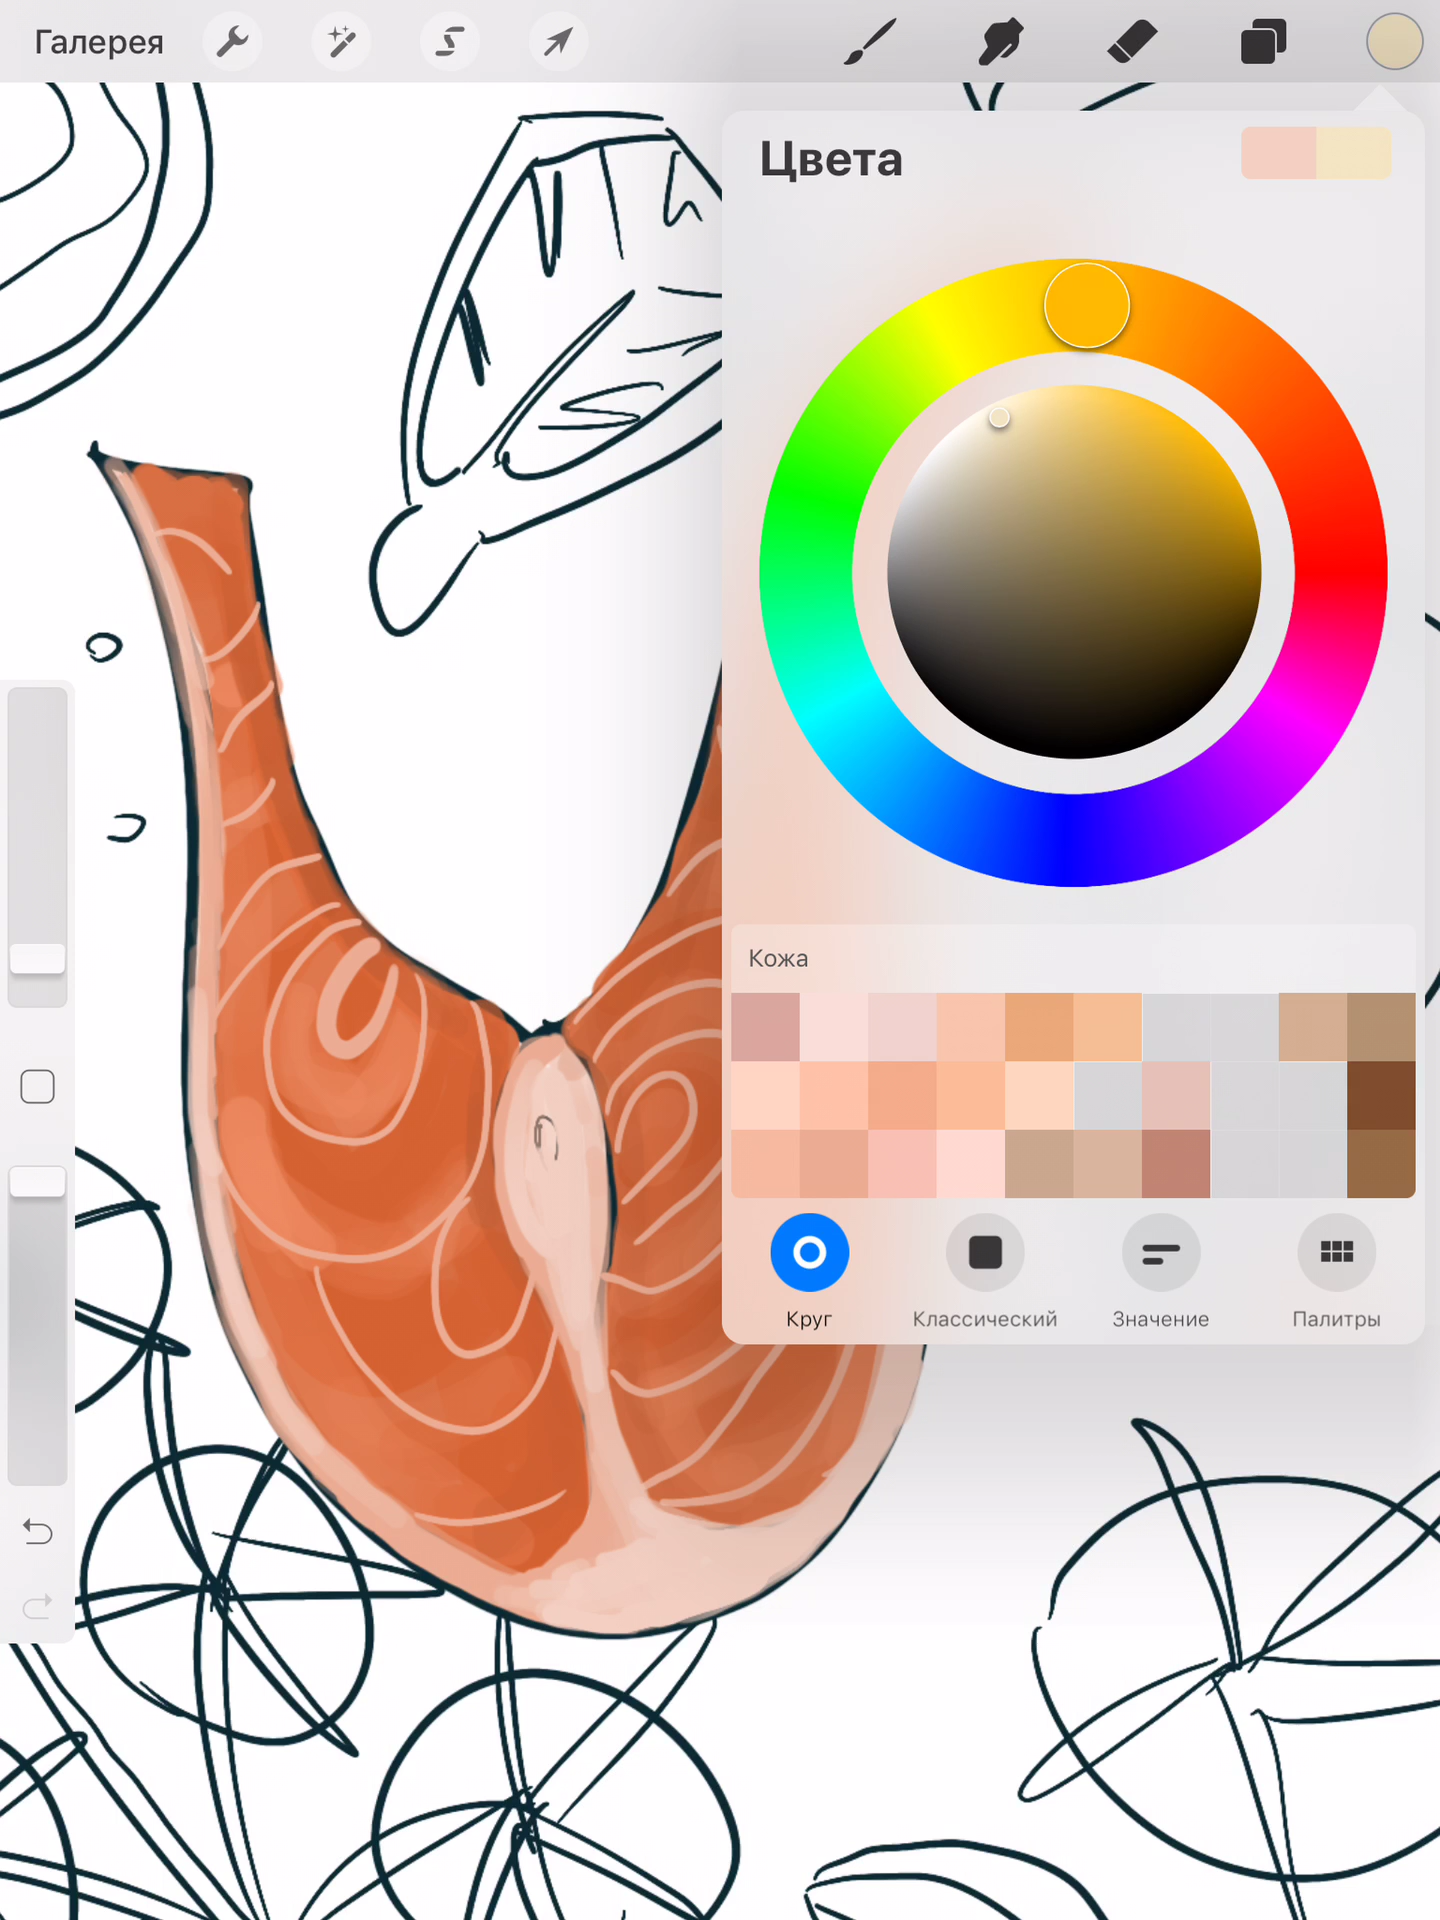 Галерея
Цвета
Кожа
Круг
Классический
Значение
Палитры